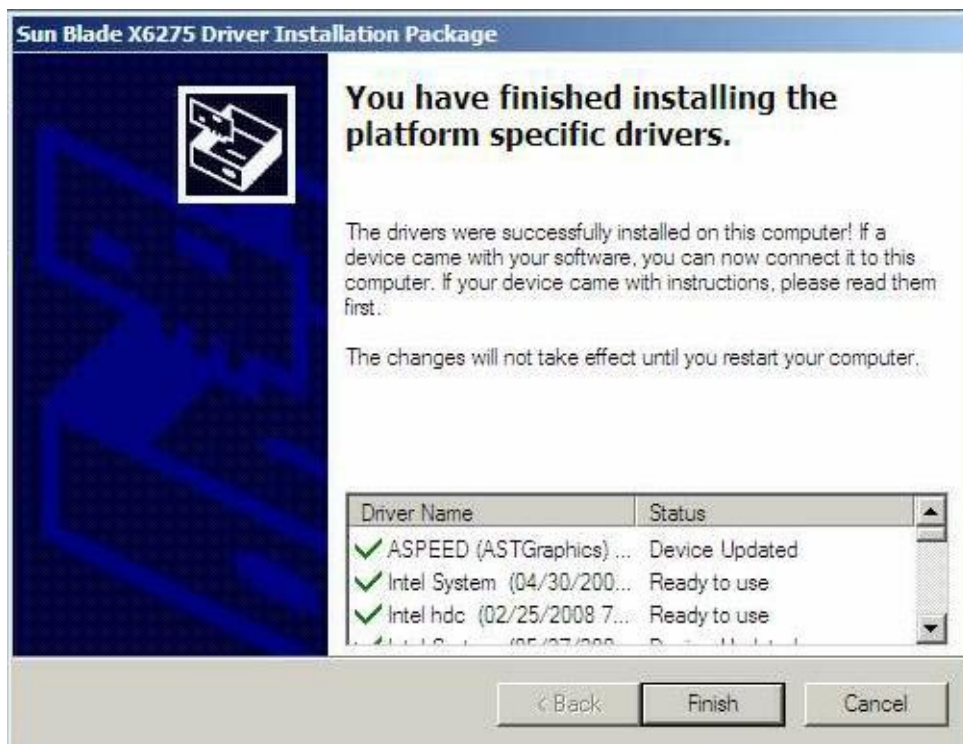 Sun Blade X6275 Driver Installation Package
You have finished installing the
platform specific drivers.
The drivers were successfully installed on this computer! If a
device came with your software, you can now connect it to this
computer. If your device came with instructions, please read them
first.
The changes will not take effect until you restart your computer.
Driver Name Status
ASPEED (ASTGraphics) ... Device Updated
Intel System (04/30/200... Ready to use
Intel hdc (02/25/2008 7... Ready to use
< Back Finish Cancel